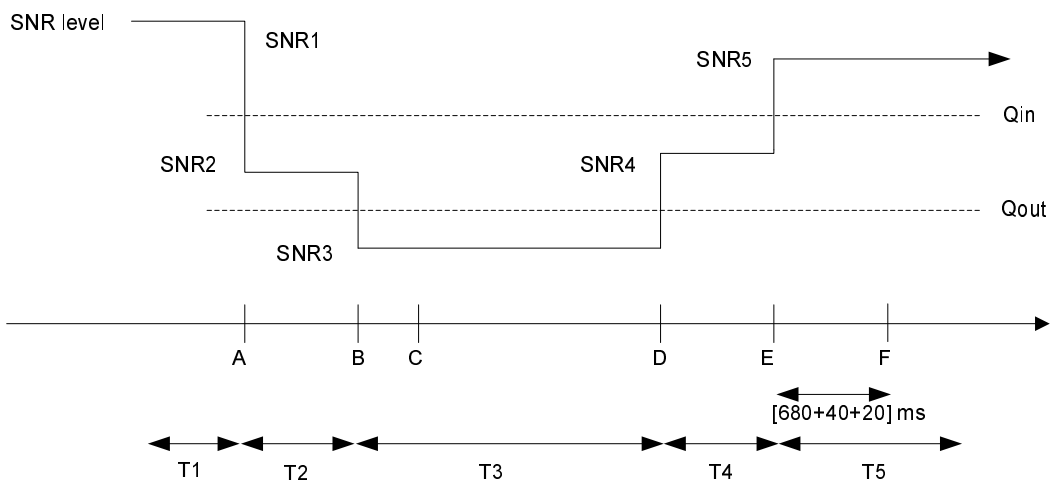 SNR level
SNR1
SNR5
Qin
SNR2
SNR4
Qout
SNR3
A B C D E F
[680+40+20] ms
T1 T2 T3 T4 T5